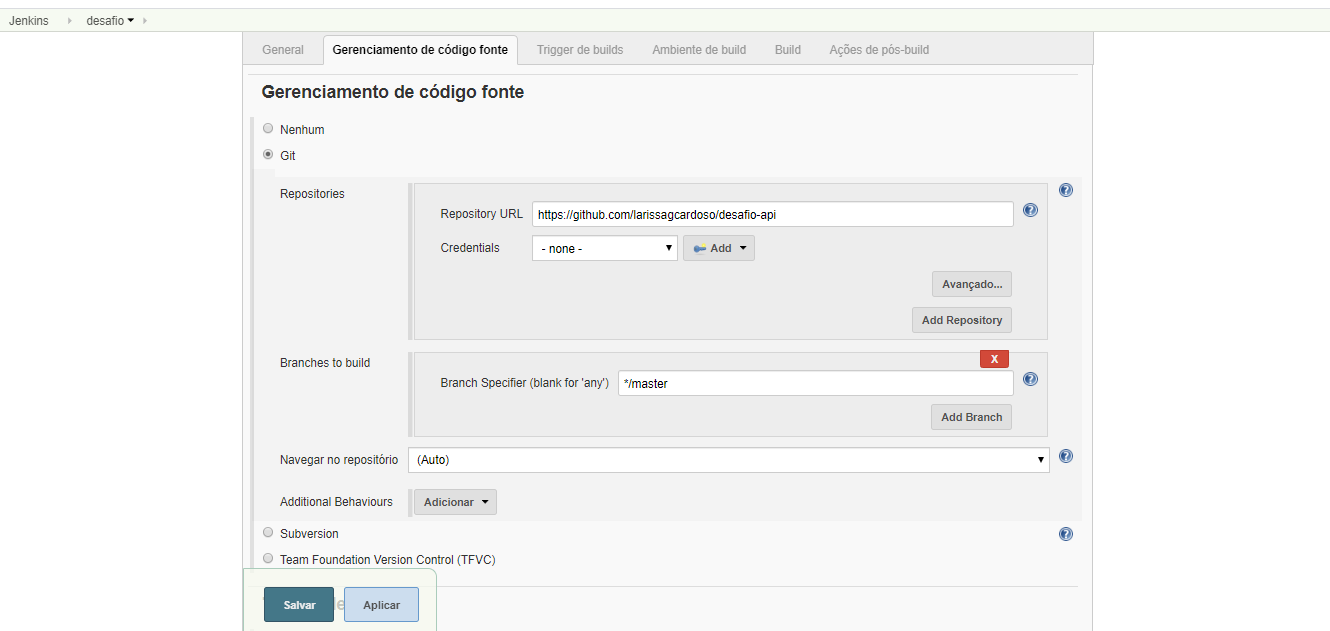 Jenkins desafio
General Gerenciamento de código fonte Trigger de builds Ambiente de build Build Ações de pós-build
Gerenciamento de código fonte
Nenhum
Git
Repositories
Repository URL https://github.com/larissagcardoso/desafio-api
Credentials - none - Add
Avançado...
Add Repository
Branches to build
X
Branch Specifier (blank for 'any') */master
Add Branch
Navegar no repositório (Auto)
Additional Behaviours Adicionar
Subversion
Team Foundation Version Control (TFVC)
Salvar Aplicar